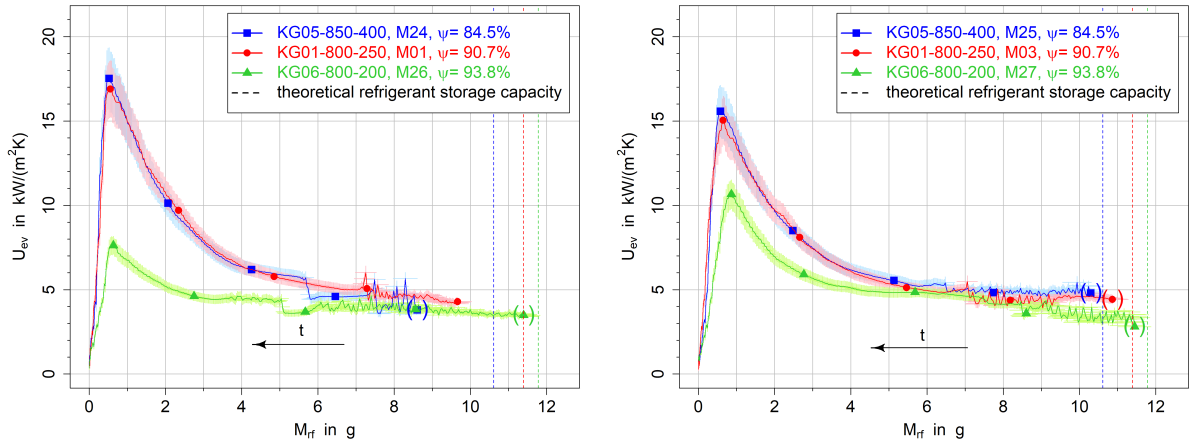 KG05-850-400, M24, ψ= 84.5%
KG01-800-250, M01, ψ= 90.7%
KG06-800-200, M26, ψ= 93.8%
theoretical refrigerant storage capacity
U_ev in kW/(m²K)
20
15
10
5
0
( )
( )
t
0 2 4 6 8 10 12
M_rf in g
KG05-850-400, M25, ψ= 84.5%
KG01-800-250, M03, ψ= 90.7%
KG06-800-200, M27, ψ= 93.8%
theoretical refrigerant storage capacity
U_ev in kW/(m²K)
20
15
10
5
0
( ) ( )
( )
t
0 2 4 6 8 10 12
M_rf in g